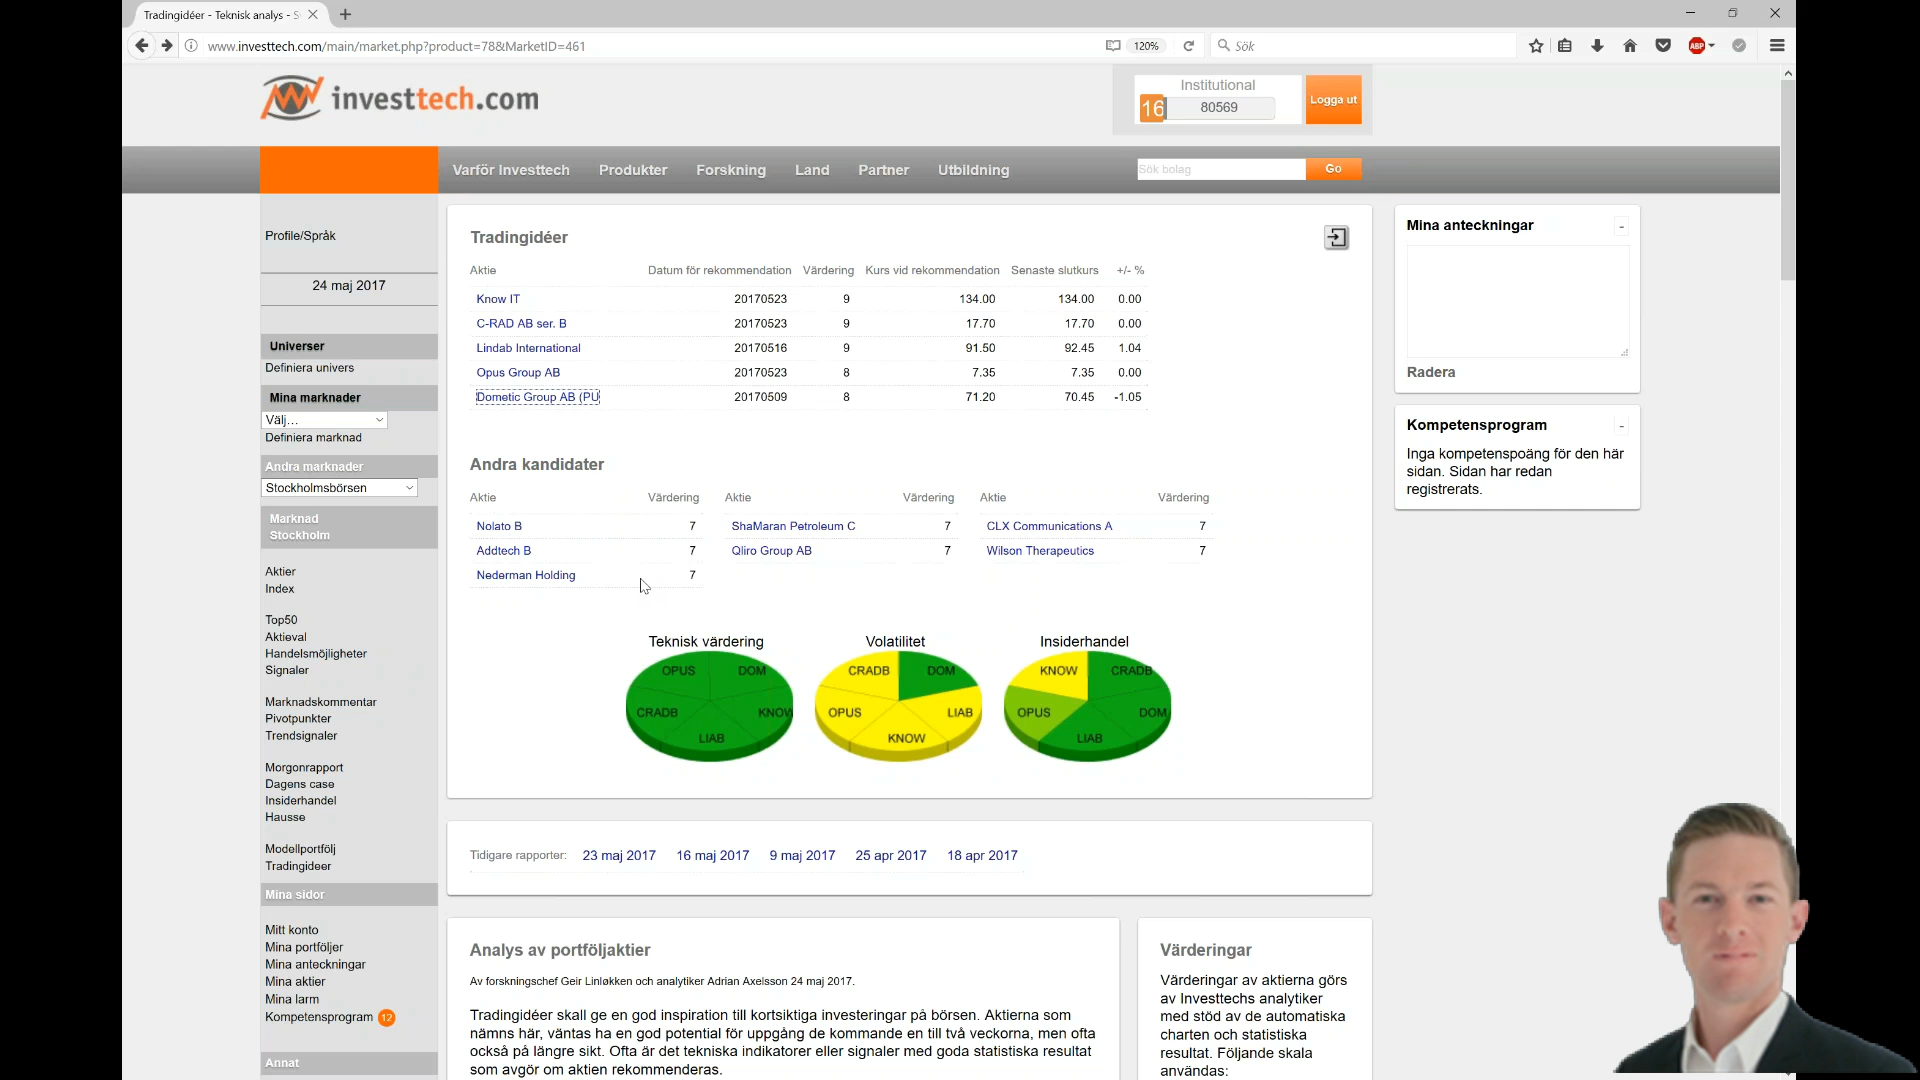 Tradingidéer - Teknisk analys - S
www.investtech.com/main/market.php?product=78&MarketID=461
120%
Sök
ABP
investtech.com
Institutional
16
80569
Logga ut
Varför Investtech
Produkter
Forskning
Land
Partner
Utbildning
Sök bolag
Go
Profile/Språk
24 maj 2017
Universer
Definiera univers
Mina marknader
Välj...
Definiera marknad
Andra marknader
Stockholmsbörsen
Marknad
Stockholm
Aktier
Index
Top50
Aktieval
Handelsmöjligheter
Signaler
Marknadskommentar
Pivotpunkter
Trendsignaler
Morgonrapport
Dagens case
Insiderhandel
Hausse
Modellportfölj
Tradingideer
Mina sidor
Mitt konto
Mina portföljer
Mina anteckningar
Mina aktier
Mina larm
Kompetensprogram 12
Annat
Tradingidéer
Aktie Datum för rekommendation Värdering Kurs vid rekommendation Senaste slutkurs +/- %
Know IT 20170523 9 134.00 134.00 0.00
C-RAD AB ser. B 20170523 9 17.70 17.70 0.00
Lindab International 20170516 9 91.50 92.45 1.04
Opus Group AB 20170523 8 7.35 7.35 0.00
Dometic Group AB (PU 20170509 8 71.20 70.45 -1.05
Andra kandidater
Aktie Värdering Aktie Värdering Aktie Värdering
Nolato B 7 ShaMaran Petroleum C 7 CLX Communications A 7
Addtech B 7 Qliro Group AB 7 Wilson Therapeutics 7
Nederman Holding 7
Teknisk värdering
OPUS DOM
CRADB KNOW
LIAB
Volatilitet
CRADB DOM
OPUS LIAB
KNOW
Insiderhandel
KNOW CRADB
OPUS DOM
LIAB
Tidigare rapporter: 23 maj 2017 16 maj 2017 9 maj 2017 25 apr 2017 18 apr 2017
Analys av portföljaktier
Av forskningschef Geir Linløkken och analytiker Adrian Axelsson 24 maj 2017.
Tradingidéer skall ge en god inspiration till kortsiktiga investeringar på börsen. Aktierna som
nämns här, väntas ha en god potential för uppgång de kommande en till två veckorna, men ofta
också på längre sikt. Ofta är det tekniska indikatorer eller signaler med goda statistiska resultat
som avgör om aktien rekommenderas.
Värderingar
Värderingar av aktierna görs
av Investtechs analytiker
med stöd av de automatiska
charten och statistiska
resultat. Följande skala
användas:
Mina anteckningar
-
Radera
Kompetensprogram
-
Inga kompetenspoäng för den här
sidan. Sidan har redan
registrerats.